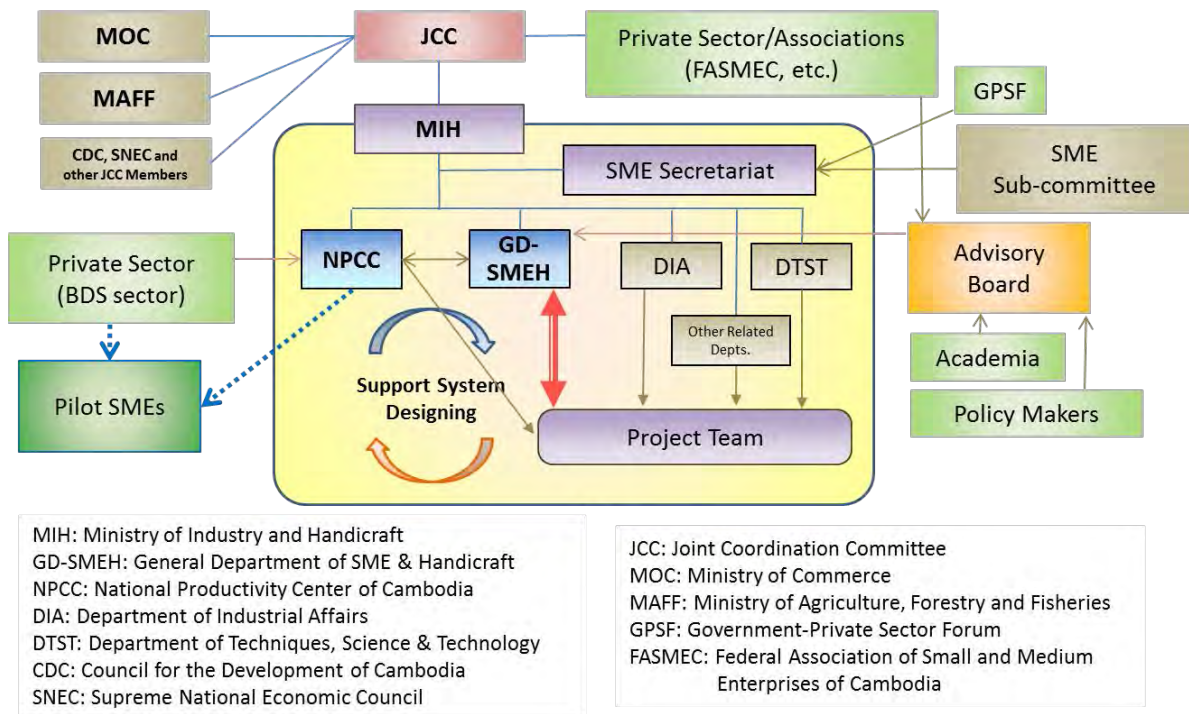 MOC
JCC
Private Sector/Associations
(FASMEC, etc.)
MAFF
GPSF
MIH
CDC, SNEC and
other JCC Members
SME Secretariat
SME
Sub-committee
Private Sector
(BDS sector)
NPCC
GD-
SMEH
DIA
DTST
Advisory
Board
Other Related
Depts.
Academia
Support System
Designing
Pilot SMEs
Policy Makers
Project Team
MIH: Ministry of Industry and Handicraft
GD-SMEH: General Department of SME & Handicraft
NPCC: National Productivity Center of Cambodia
DIA: Department of Industrial Affairs
DTST: Department of Techniques, Science & Technology
CDC: Council for the Development of Cambodia
SNEC: Supreme National Economic Council
JCC: Joint Coordination Committee
MOC: Ministry of Commerce
MAFF: Ministry of Agriculture, Forestry and Fisheries
GPSF: Government-Private Sector Forum
FASMEC: Federal Association of Small and Medium
Enterprises of Cambodia